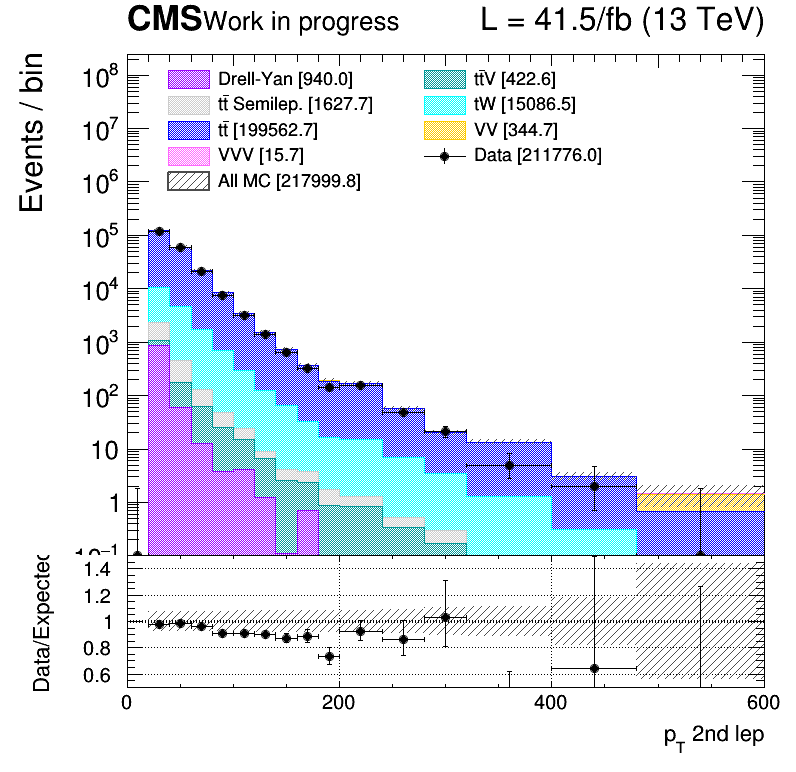 CMS Work in progress L = 41.5/fb (13 TeV)
Events / bin
Drell-Yan [940.0] tt̄V [422.6]
tt̄ Semilep. [1627.7] tW [15086.5]
tt̄ [199562.7] VV [344.7]
VVV [15.7] Data [211776.0]
All MC [217999.8]
10⁸
10⁷
10⁶
10⁵
10⁴
10³
10²
10
1
10⁻¹
Data/Expected
1.4
1.2
1
0.8
0.6
0 200 400 600
p_T 2nd lep